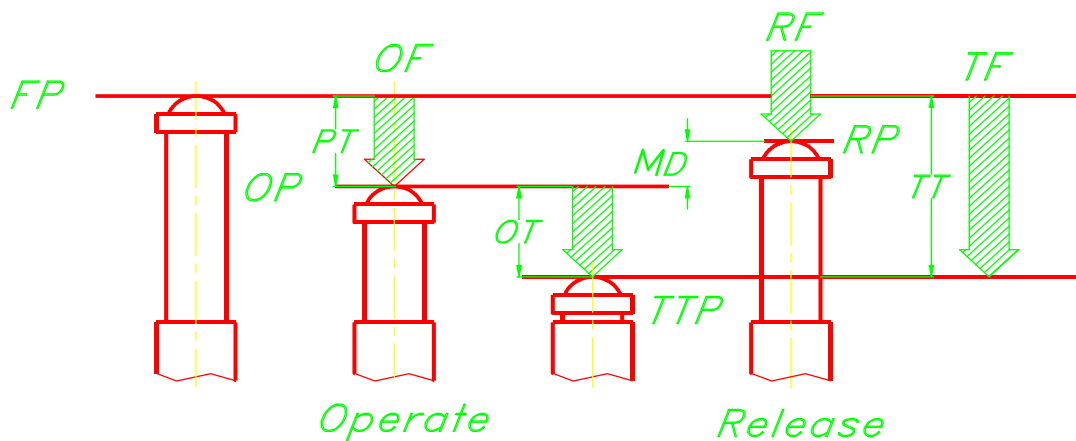 RF
OF
TF
FP
PT
RP
MD
OP
TT
OT
TTP
Operate
Release